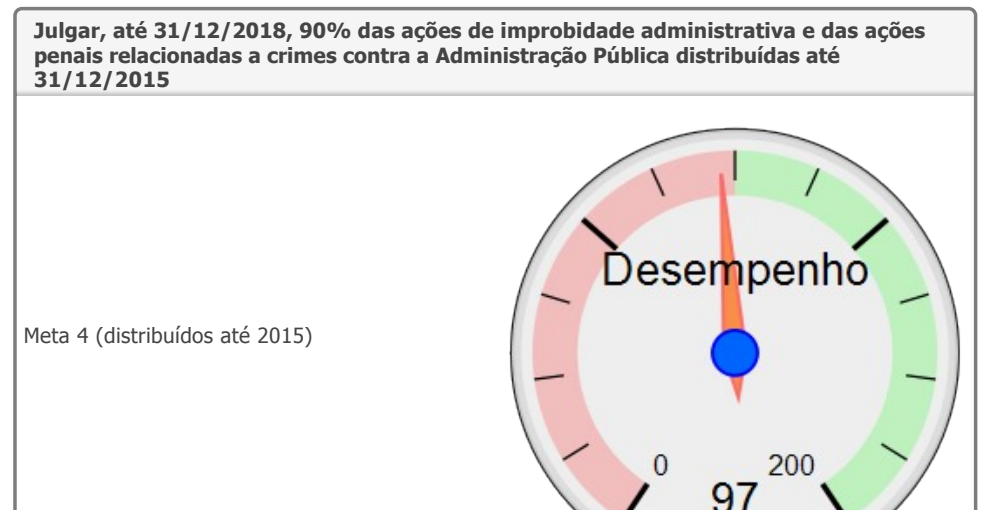 Julgar, até 31/12/2018, 90% das ações de improbidade administrativa e das ações
penais relacionadas a crimes contra a Administração Pública distribuídas até
31/12/2015
Desempenho
Meta 4 (distribuídos até 2015)
0 200
97